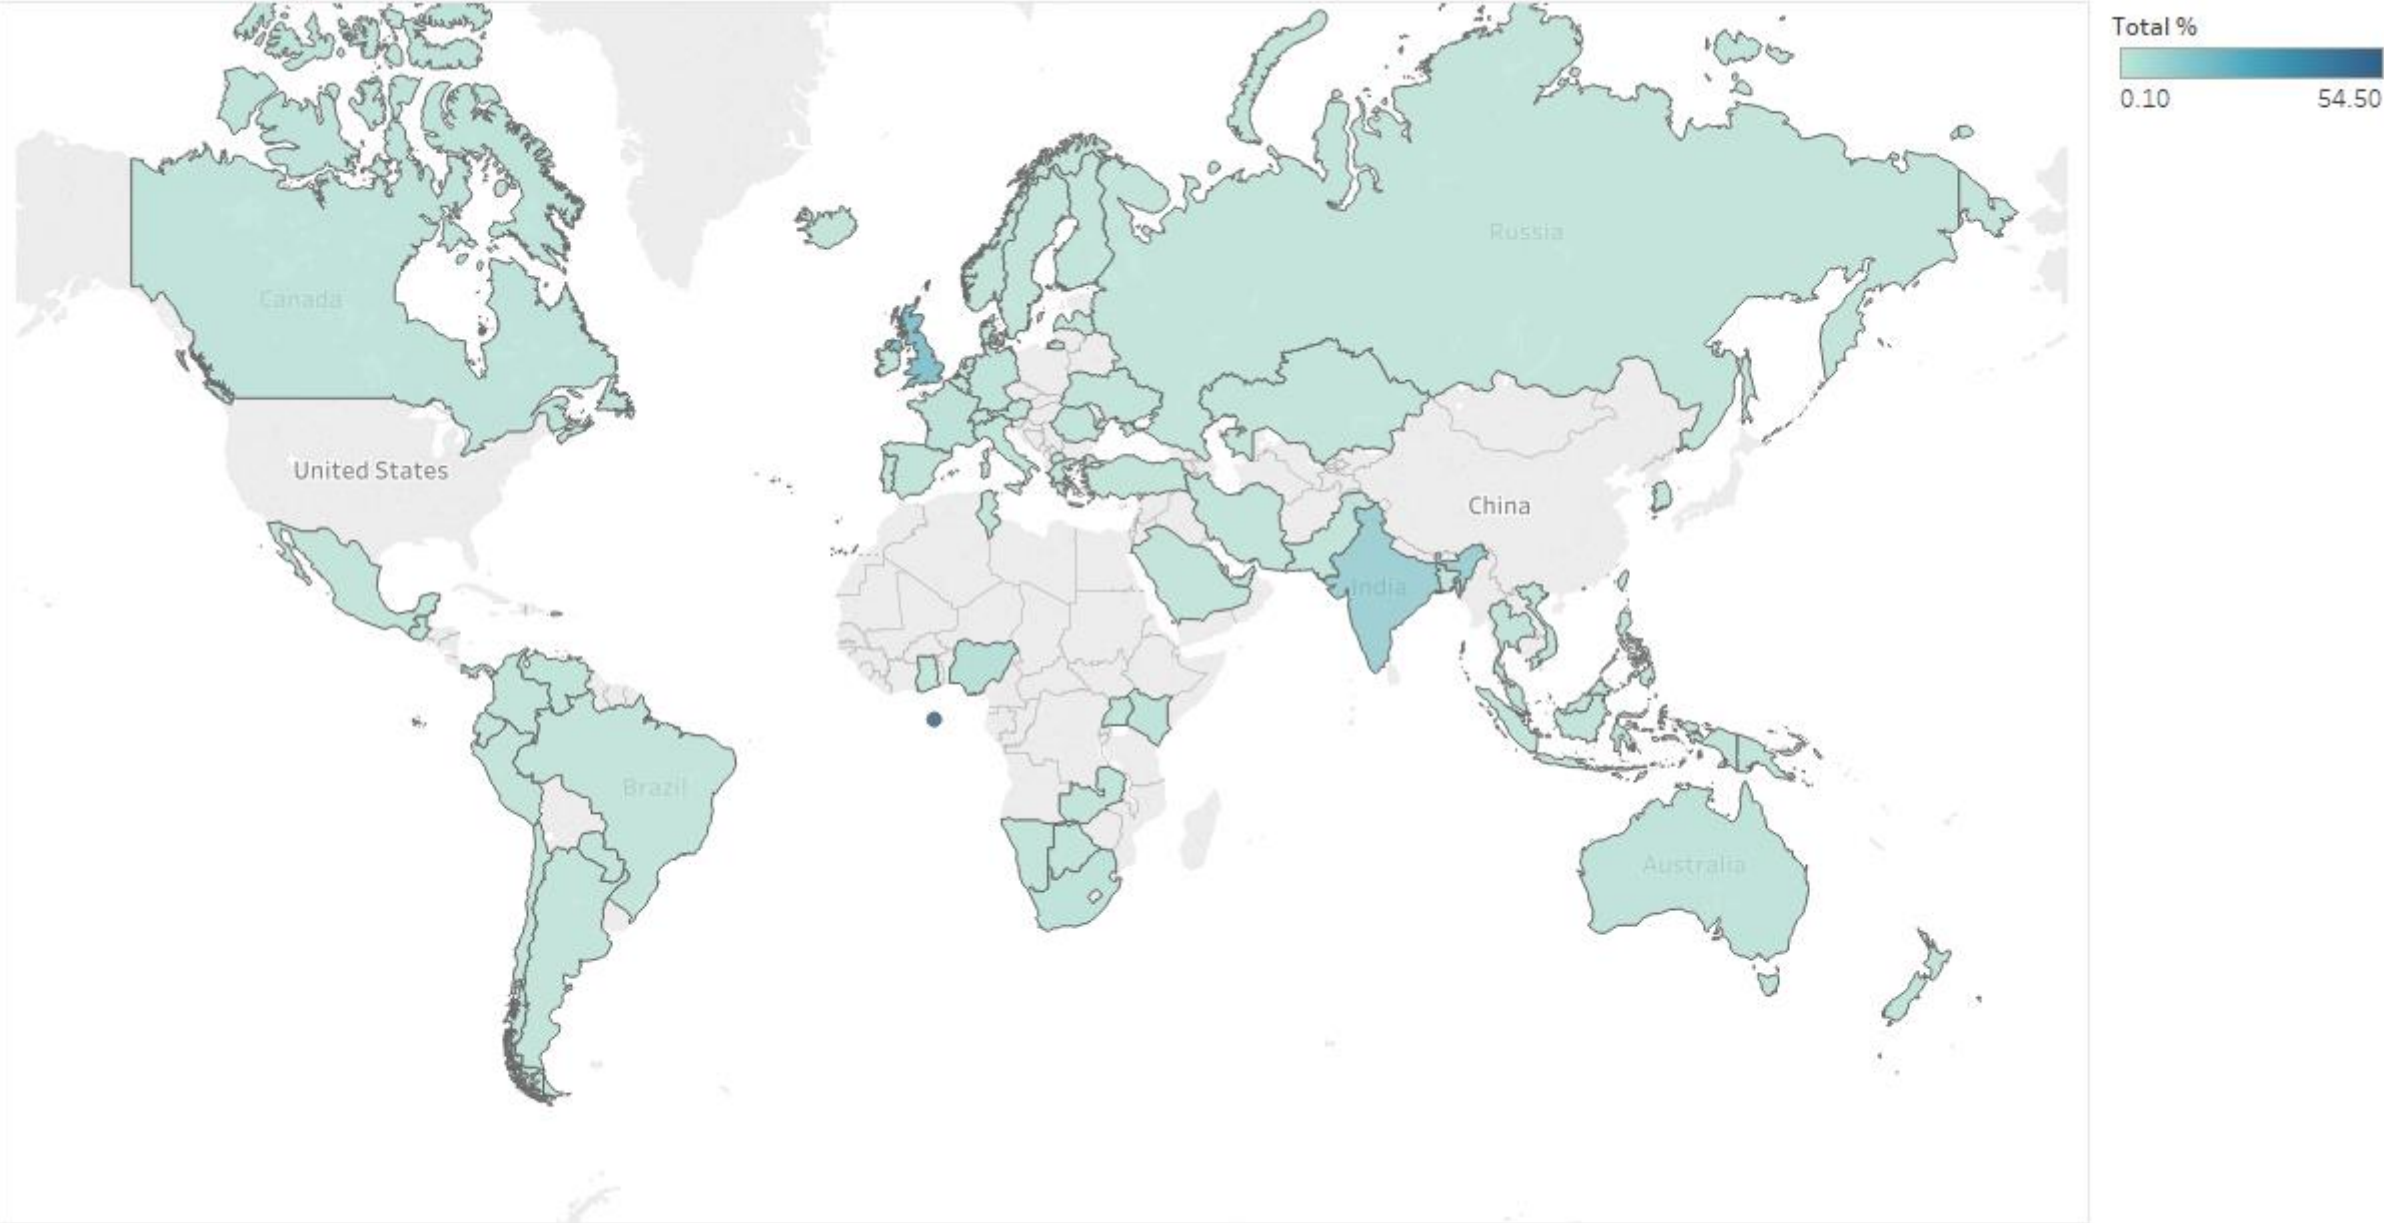 Total %
0.10 54.50
Russia
Canada
United States
China
India
Brazil
Australia